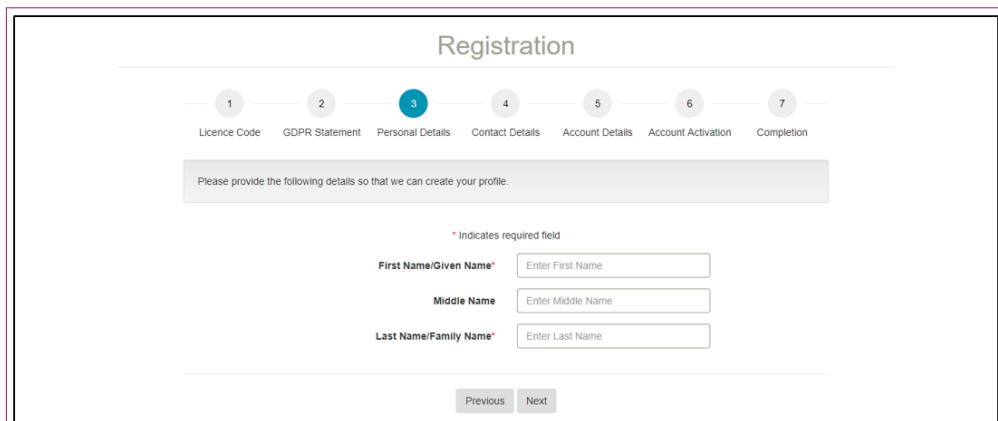 Registration
1 2 3 4 5 6 7
Licence Code GDPR Statement Personal Details Contact Details Account Details Account Activation Completion
Please provide the following details so that we can create your profile.
* Indicates required field
First Name/Given Name* Enter First Name
Middle Name Enter Middle Name
Last Name/Family Name* Enter Last Name
Previous Next